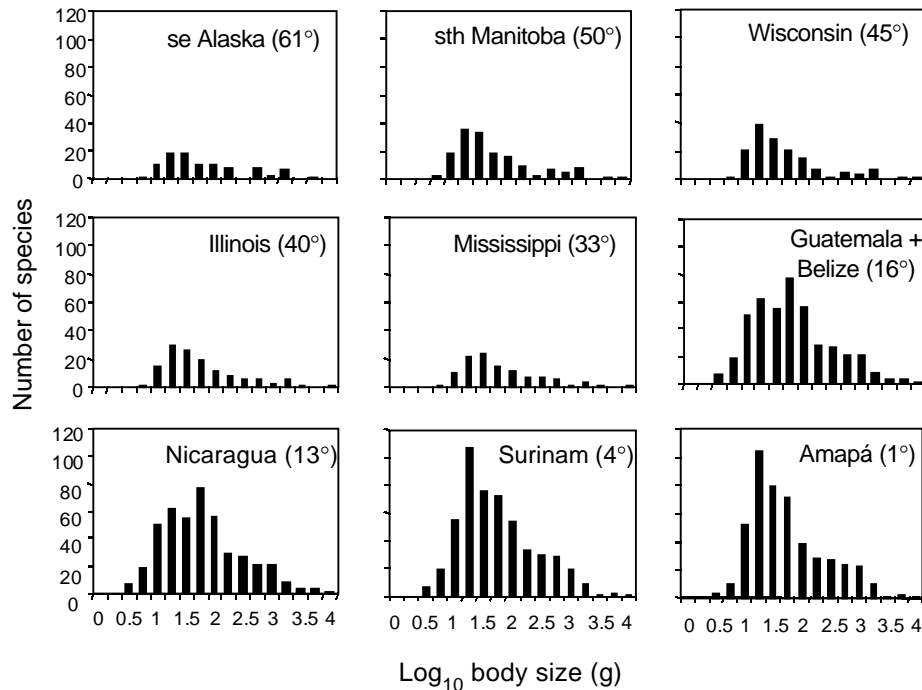 Number of species
120
100
80
60
40
20
0
se Alaska (61°)
sth Manitoba (50°)
Wisconsin (45°)
120
100
80
60
40
20
0
Illinois (40°)
Mississippi (33°)
Guatemala +
Belize (16°)
120
100
80
60
40
20
0
Nicaragua (13°)
Surinam (4°)
Amapá (1°)
0 0.5 1 1.5 2 2.5 3 3.5 4
0 0.5 1 1.5 2 2.5 3 3.5 4
0 0.5 1 1.5 2 2.5 3 3.5 4
Log10 body size (g)